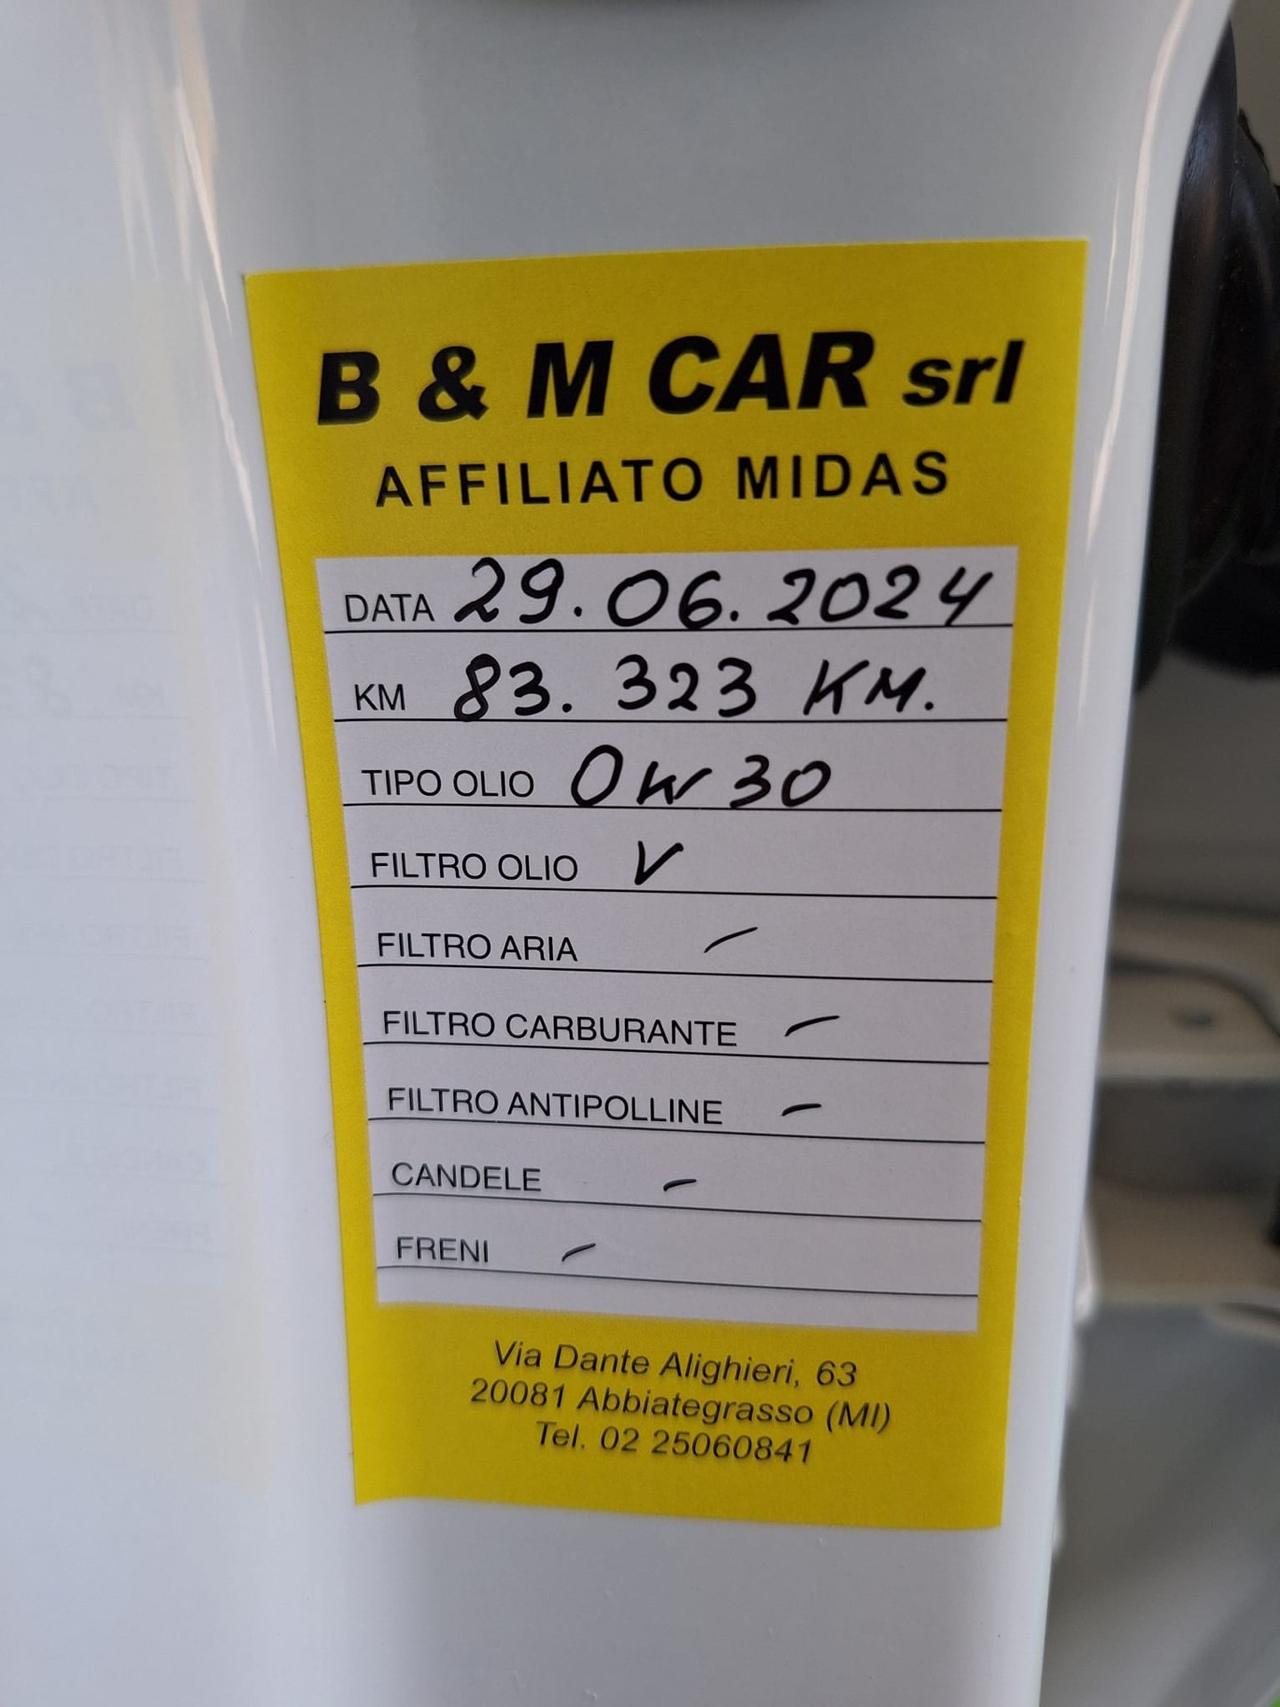 B & M CAR srl
AFFILIATO MIDAS
DATA 29.06.2024
KM 83.323 KM.
TIPO OLIO 0W30
FILTRO OLIO V
FILTRO ARIA –
FILTRO CARBURANTE –
FILTRO ANTIPOLLINE –
CANDELE –
FRENI –
Via Dante Alighieri, 63
20081 Abbiategrasso (MI)
Tel. 02 25060841